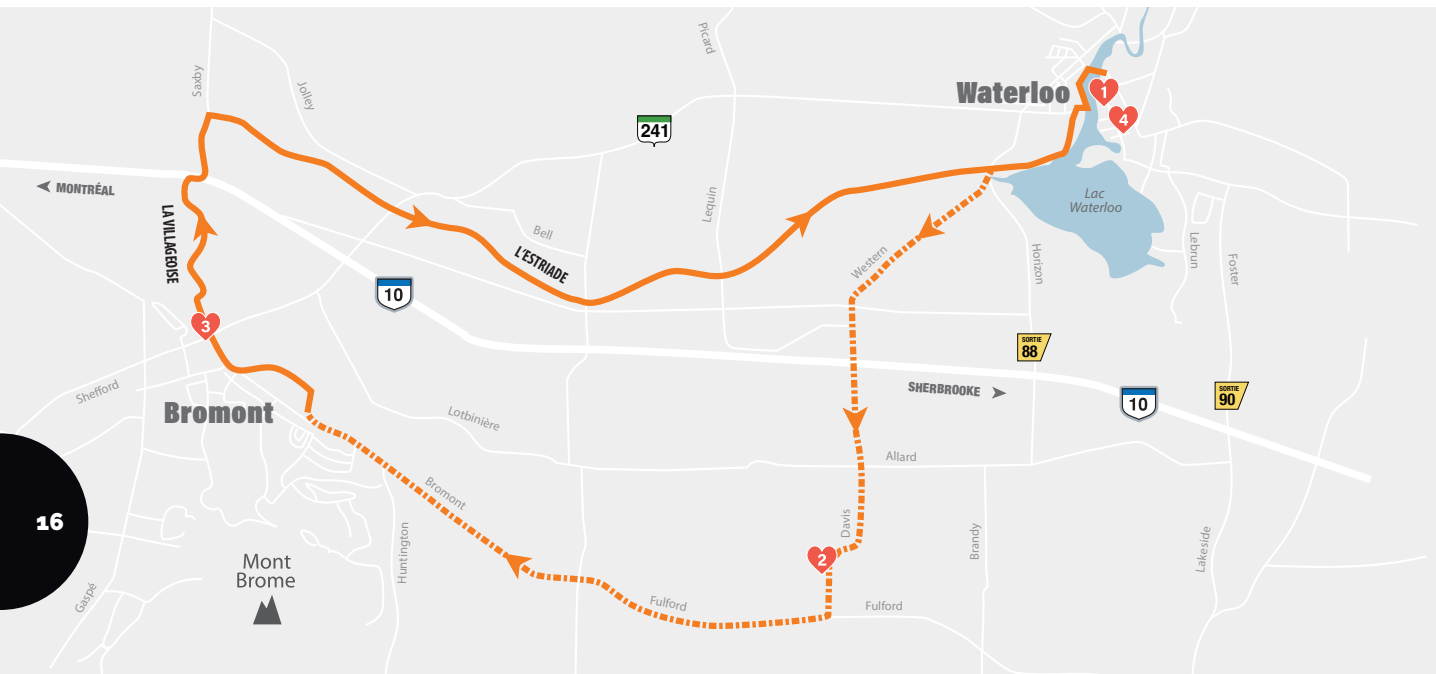 Saxby
Jolley
Picard
241
Waterloo
1
4
MONTRÉAL
LA VILLAGEOISE
Lequin
Lac
Waterloo
Bell
L'ESTRIADE
Western
Horizon
Lebrun
Foster
10
3
SORTIE
88
SHERBROOKE
10
SORTIE
90
Shefford
Bromont
Lotbinière
Allard
Bromont
16
Huntington
Davis
Brandy
Lakeside
2
Mont
Brome
Gaspé
Fulford
Fulford